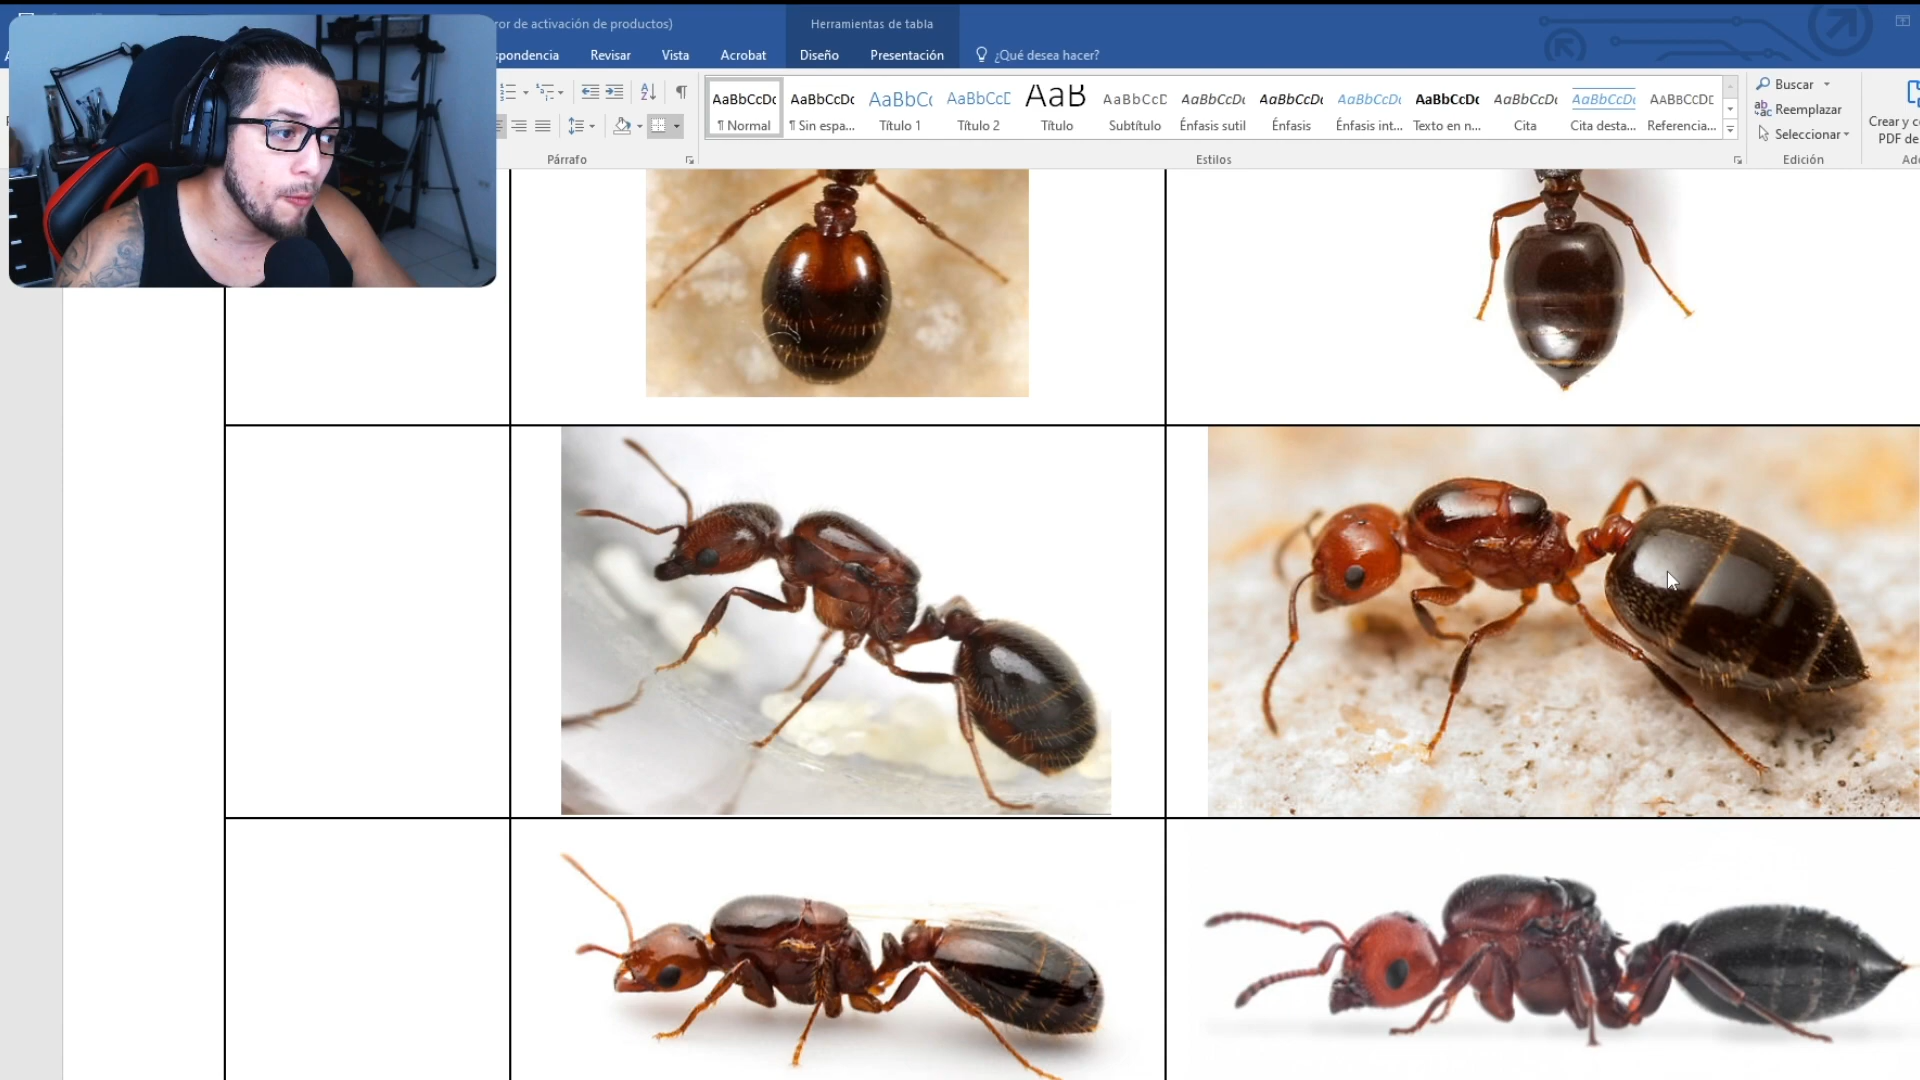 ror de activación de productos)
Herramientas de tabla
spondencia
Revisar
Vista
Acrobat
Diseño
Presentación
¿Qué desea hacer?
AaBbCcDc
¶ Normal
AaBbCcDc
¶ Sin espa...
AaBbCc
Título 1
AaBbCcE
Título 2
AaB
Título
AaBbCcD
Subtítulo
AaBbCcDc
Énfasis sutil
AaBbCcDc
Énfasis
AaBbCcDc
Énfasis int...
AaBbCcDc
Texto en n...
AaBbCcDc
Cita
AaBbCcDc
Cita desta...
AABBCCDE
Referencia...
Buscar
Reemplazar
Seleccionar
Crear y c
PDF de
Párrafo
Estilos
Edición
Ado